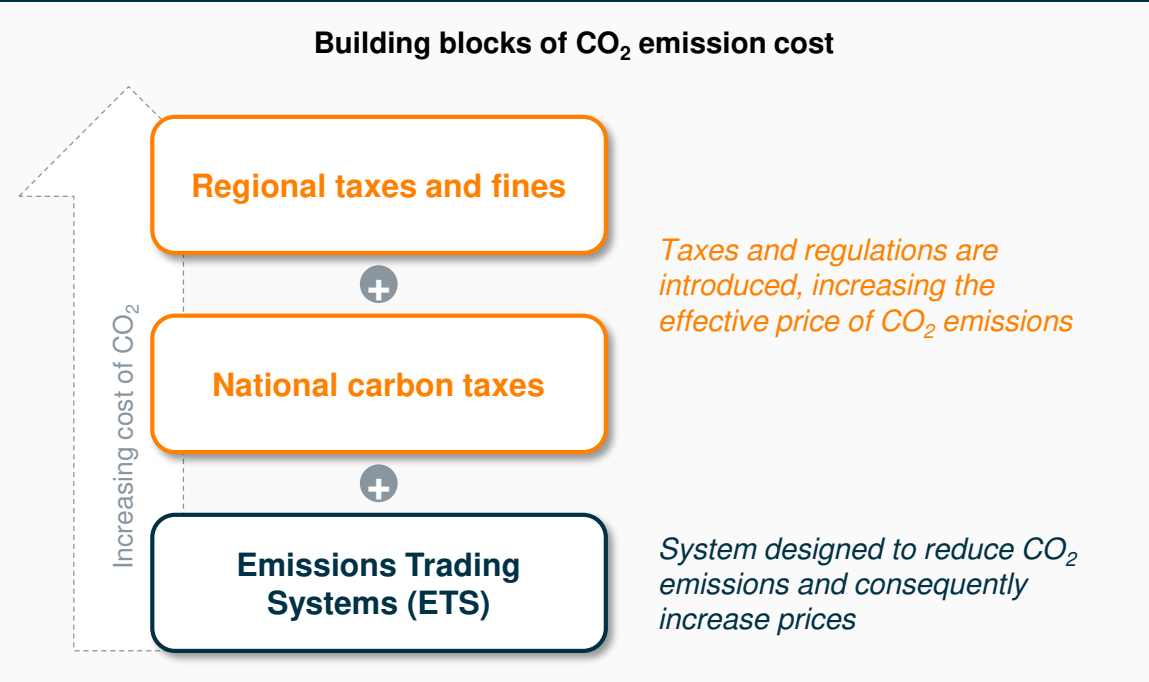 Building blocks of CO₂ emission cost
Increasing cost of CO₂
Regional taxes and fines
+
Taxes and regulations are
introduced, increasing the
effective price of CO₂ emissions
National carbon taxes
+
Emissions Trading
Systems (ETS)
System designed to reduce CO₂
emissions and consequently
increase prices